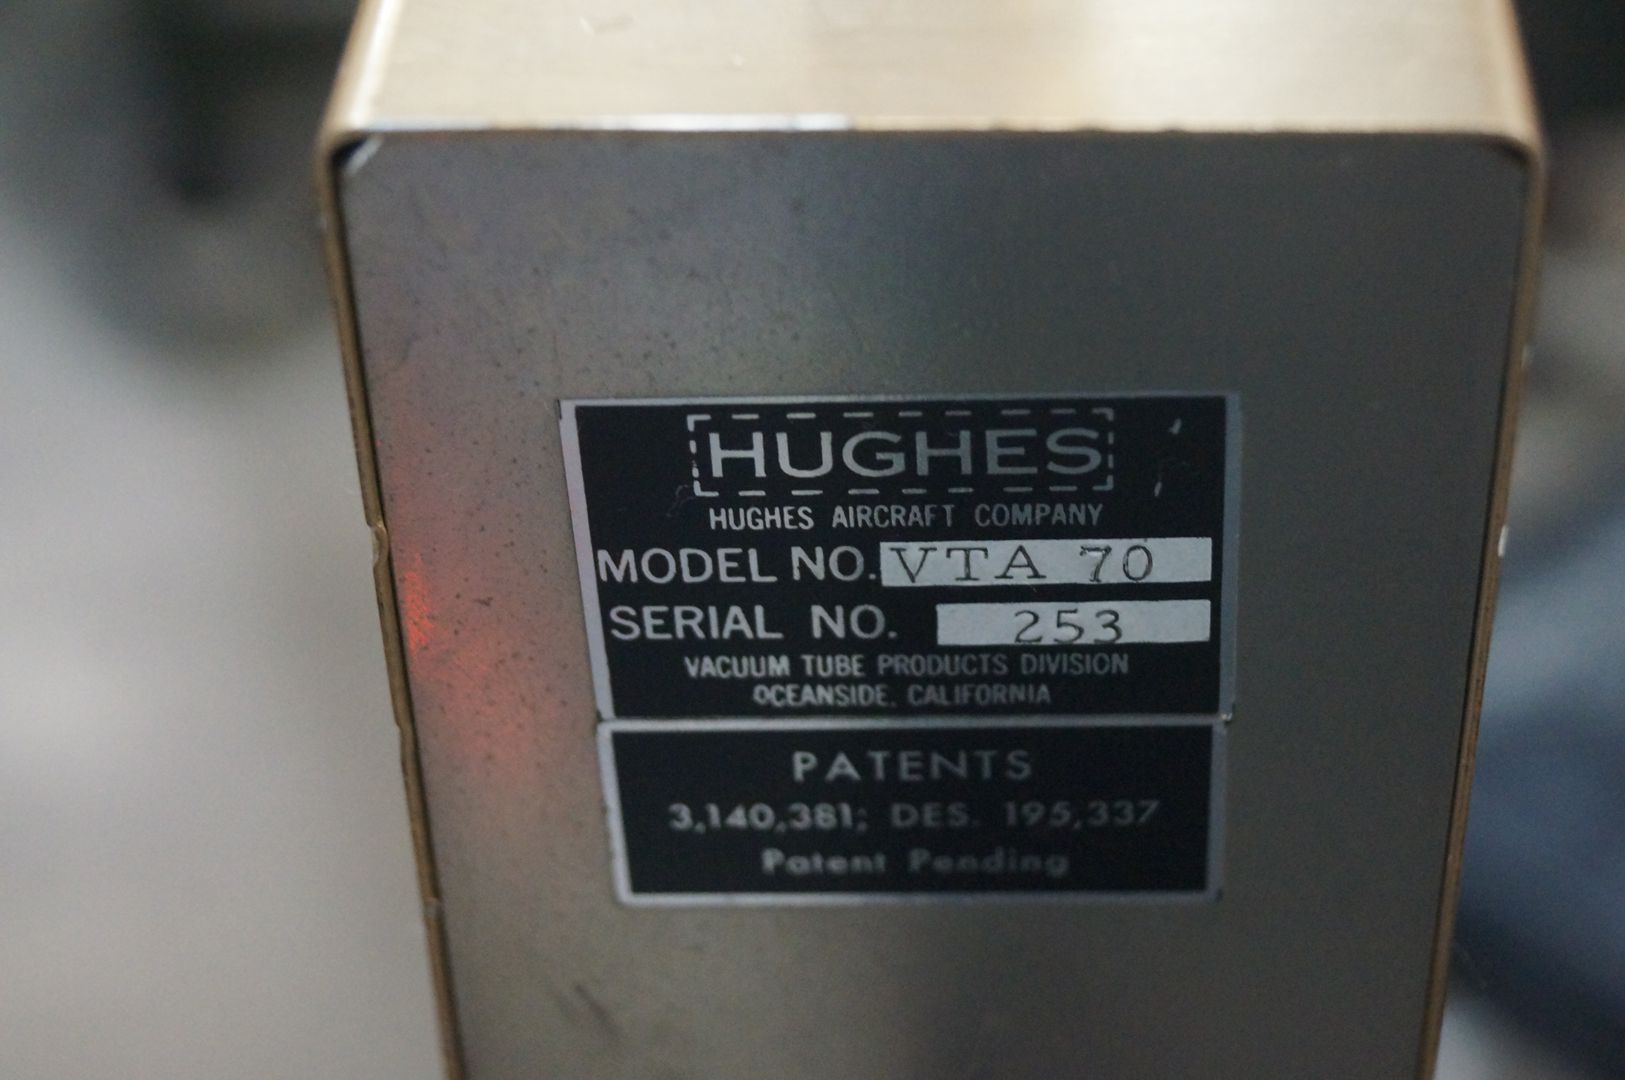 HUGHES
HUGHES AIRCRAFT COMPANY
MODEL NO. VTA 70
SERIAL NO. 253
VACUUM TUBE PRODUCTS DIVISION
OCEANSIDE, CALIFORNIA
PATENTS
3,140,381; DES. 195,337
Patent Pending